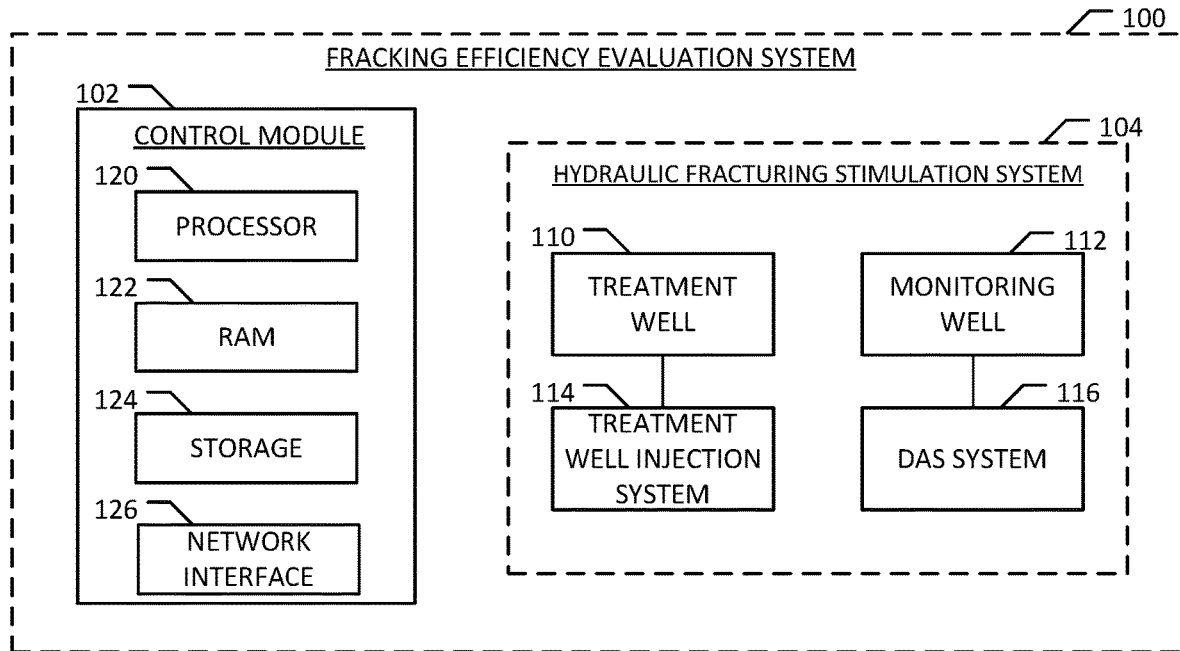 100
FRACKING EFFICIENCY EVALUATION SYSTEM
102
CONTROL MODULE
120
PROCESSOR
122
RAM
124
STORAGE
126
NETWORK
INTERFACE
104
HYDRAULIC FRACTURING STIMULATION SYSTEM
110
TREATMENT
WELL
112
MONITORING
WELL
114
TREATMENT
WELL INJECTION
SYSTEM
116
DAS SYSTEM